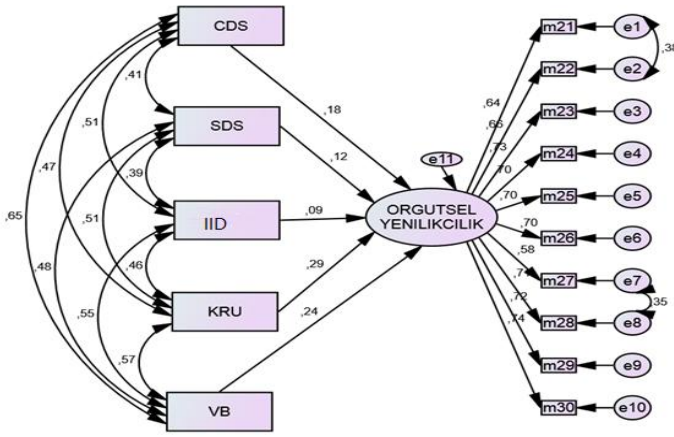 CDS
SDS
IID
KRU
VB
,41
,51
,47
,39
,65
,51
,48
,46
,55
,57
,18
,12
,09
,29
,24
e11
ORGUTSEL
YENILIKCILIK
,64
,66
,73
,70
,70
,70
,58
,72
,74
m21
m22
m23
m24
m25
m26
m27
m28
m29
m30
e1
e2
e3
e4
e5
e6
e7
e8
e9
e10
,38
,35